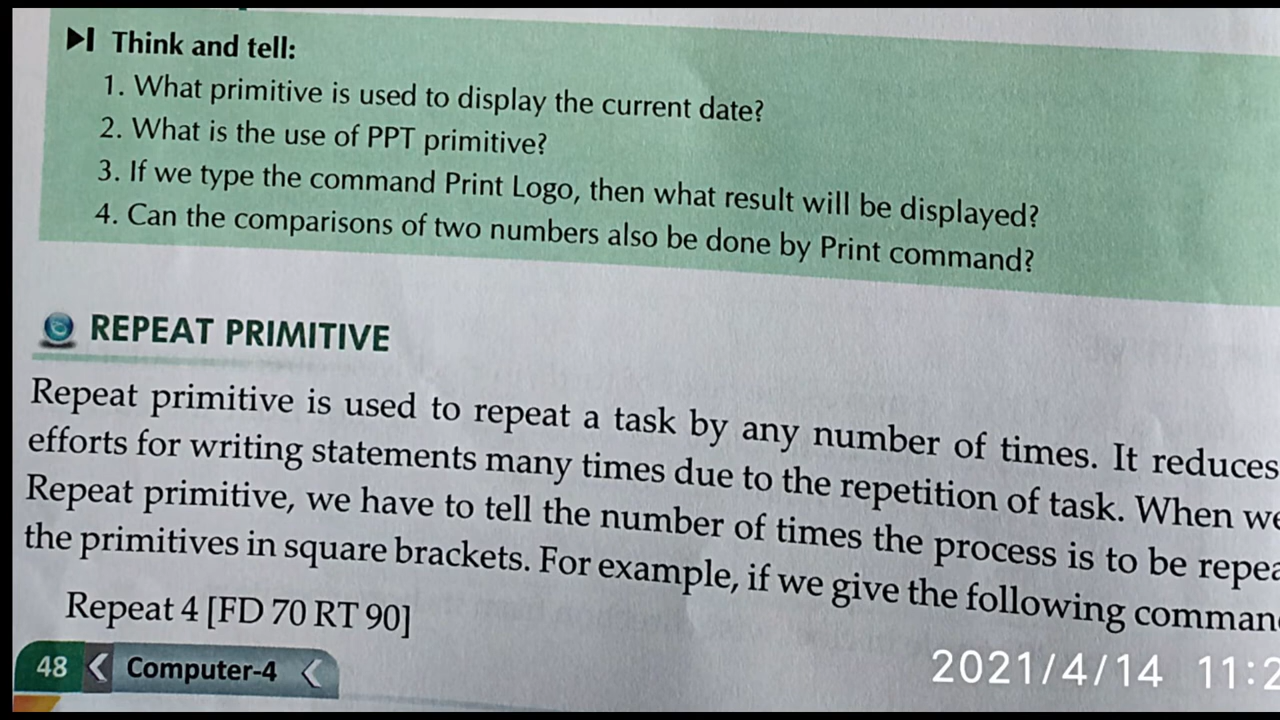 Think and tell:
1. What primitive is used to display the current date?
2. What is the use of PPT primitive?
3. If we type the command Print Logo, then what result will be displayed?
4. Can the comparisons of two numbers also be done by Print command?
REPEAT PRIMITIVE
Repeat primitive is used to repeat a task by any number of times. It reduces
efforts for writing statements many times due to the repetition of task. When we
Repeat primitive, we have to tell the number of times the process is to be repea
the primitives in square brackets. For example, if we give the following comman
Repeat 4 [FD 70 RT 90]
48 Computer-4
2021/4/14 11:2